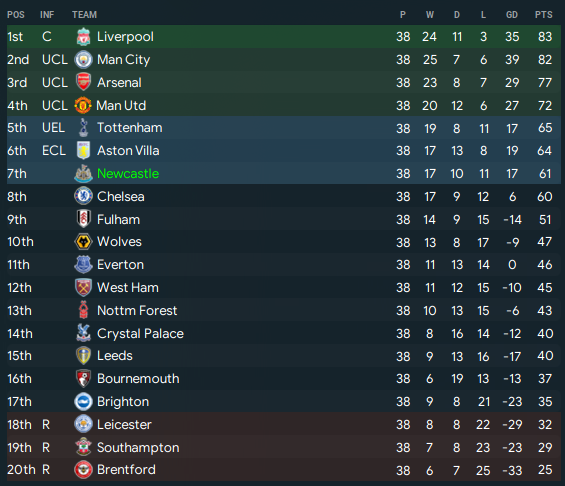 POS INF TEAM P W D L GD PTS
1st C Liverpool 38 24 11 3 35 83
2nd UCL Man City 38 25 7 6 39 82
3rd UCL Arsenal 38 23 8 7 29 77
4th UCL Man Utd 38 20 12 6 27 72
5th UEL Tottenham 38 19 8 11 17 65
6th ECL Aston Villa 38 17 13 8 19 64
7th Newcastle 38 17 10 11 17 61
8th Chelsea 38 17 9 12 6 60
9th Fulham 38 14 9 15 -14 51
10th Wolves 38 13 8 17 -9 47
11th Everton 38 11 13 14 0 46
12th West Ham 38 11 12 15 -10 45
13th Nottm Forest 38 10 13 15 -6 43
14th Crystal Palace 38 8 16 14 -12 40
15th Leeds 38 9 13 16 -17 40
16th Bournemouth 38 6 19 13 -13 37
17th Brighton 38 9 8 21 -23 35
18th R Leicester 38 8 8 22 -29 32
19th R Southampton 38 7 8 23 -23 29
20th R Brentford 38 6 7 25 -33 25